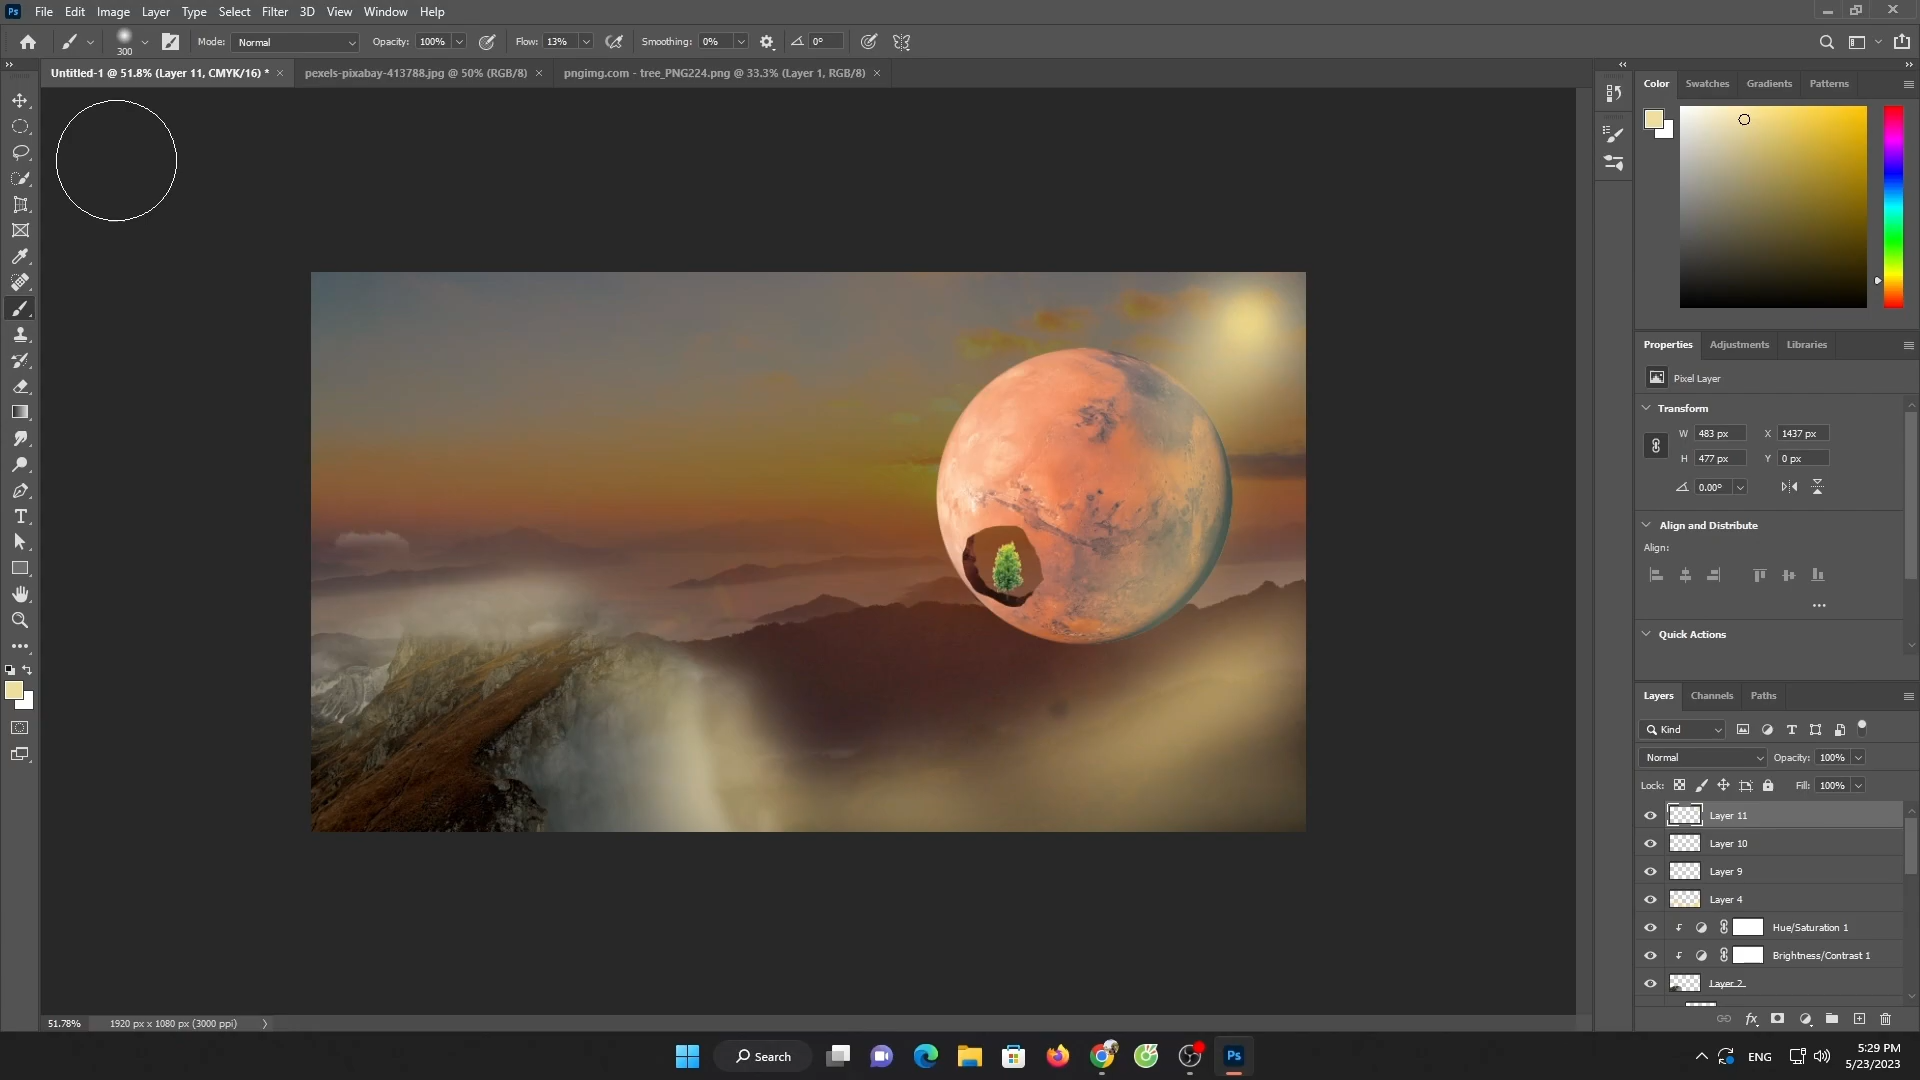 Ps File Edit Image Layer Type Select Filter 3D View Window Help
300 Mode: Normal Opacity: 100% Flow: 13% Smoothing: 0% 0°
Untitled-1 @ 51.8% (Layer 11, CMYK/16) * × pexels-pixabay-413788.jpg @ 50% (RGB/8) × pngimg.com - tree_PNG224.png @ 33.3% (Layer 1, RGB/8) ×
Color Swatches Gradients Patterns
Properties Adjustments Libraries
Pixel Layer
Transform
W 483 px X 1437 px
H 477 px Y 0 px
0.00°
Align and Distribute
Align:
Quick Actions
Layers Channels Paths
Kind
Normal Opacity: 100%
Lock: Fill: 100%
Layer 11
Layer 10
Layer 9
Layer 4
Hue/Saturation 1
Brightness/Contrast 1
Layer 2
51.78% 1920 px x 1080 px (3000 ppi)
Search Ps ENG 5:29 PM
5/23/2023